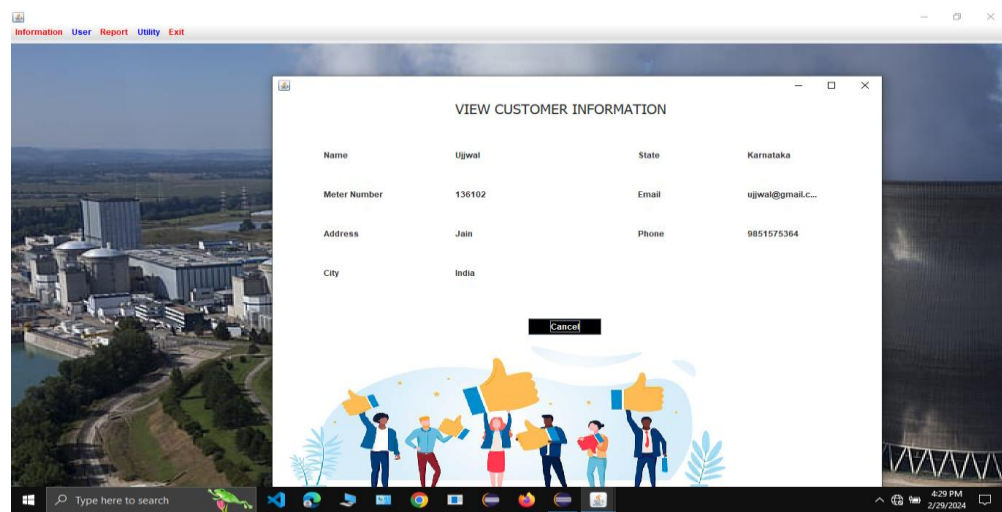 Information User Report Utility Exit
VIEW CUSTOMER INFORMATION
Name Ujjwal State Karnataka
Meter Number 136102 Email ujjwal@gmail.c...
Address Jain Phone 9851575364
City India
Cancel
Type here to search
4:29 PM
2/29/2024